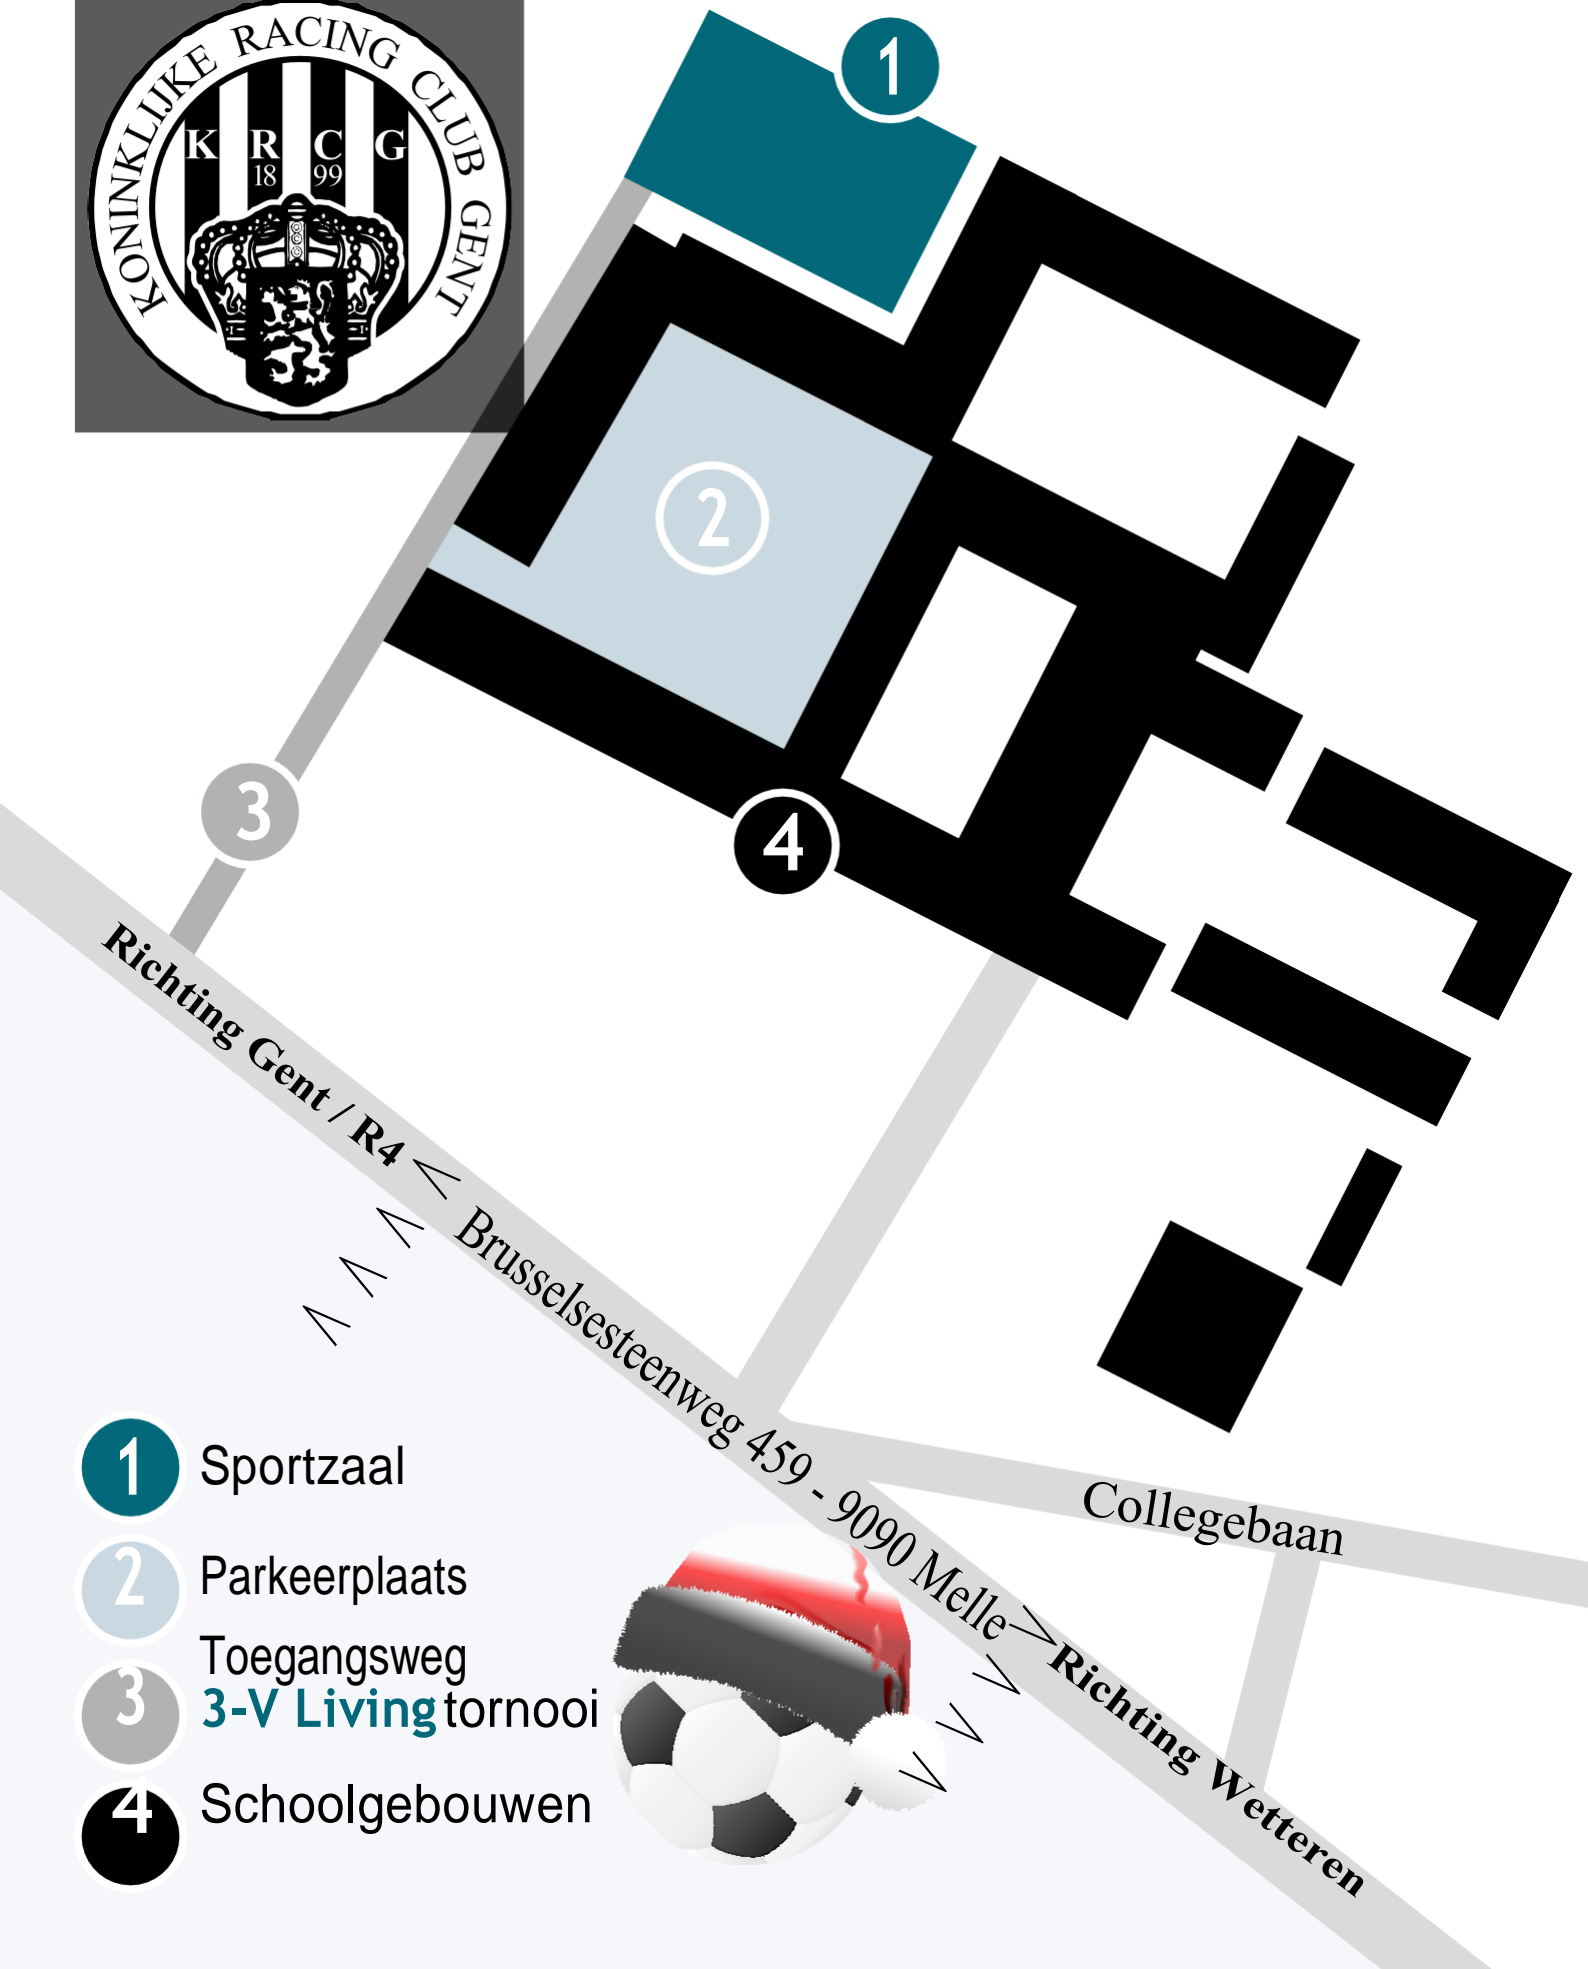 KONINKLIJKE RACING CLUB GENT
K R C G
18 99
1
2
3
4
Richting Gent / R4 <
<
<
<
Brusselsesteenweg 459 - 9090 Melle
> Richting Wetteren
>
>
>
Collegebaan
1 Sportzaal
2 Parkeerplaats
3 Toegangsweg
3-V Living tornooi
4 Schoolgebouwen